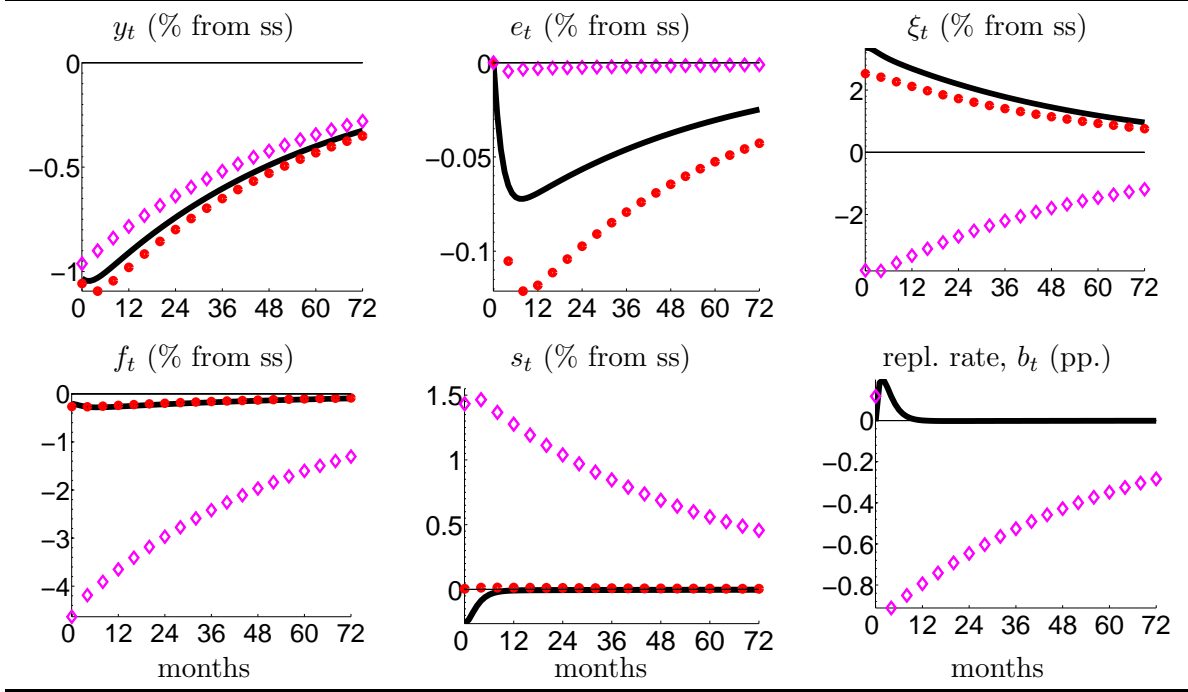 y_t (% from ss)
e_t (% from ss)
ξ_t (% from ss)
0
−0.5
−1
0 12 24 36 48 60 72
0
−0.05
−0.1
0 12 24 36 48 60 72
2
0
−2
0 12 24 36 48 60 72
f_t (% from ss)
s_t (% from ss)
repl. rate, b_t (pp.)
0
−1
−2
−3
−4
0 12 24 36 48 60 72
months
1.5
1
0.5
0
0 12 24 36 48 60 72
months
0
−0.2
−0.4
−0.6
−0.8
0 12 24 36 48 60 72
months